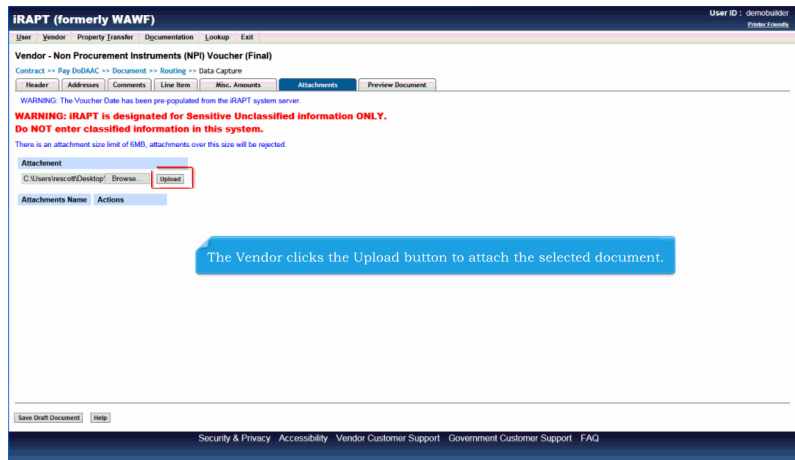 iRAPT (formerly WAWF)
User ID : demobuilder
Printer Friendly
User Vendor Property Transfer Documentation Lookup Exit
Vendor - Non Procurement Instruments (NPI) Voucher (Final)
Contract >> Pay DoDAAC >> Document >> Routing >> Data Capture
Header Addresses Comments Line Item Misc. Amounts Attachments Preview Document
WARNING: The Voucher Date has been pre-populated from the iRAPT system server.
WARNING: iRAPT is designated for Sensitive Unclassified information ONLY.
Do NOT enter classified information in this system.
There is an attachment size limit of 6MB, attachments over this size will be rejected.
Attachment
C:\Users\rescott\Desktop\ Browse... Upload
Attachments Name Actions
The Vendor clicks the Upload button to attach the selected document.
Save Draft Document Help
Security & Privacy Accessibility Vendor Customer Support Government Customer Support FAQ